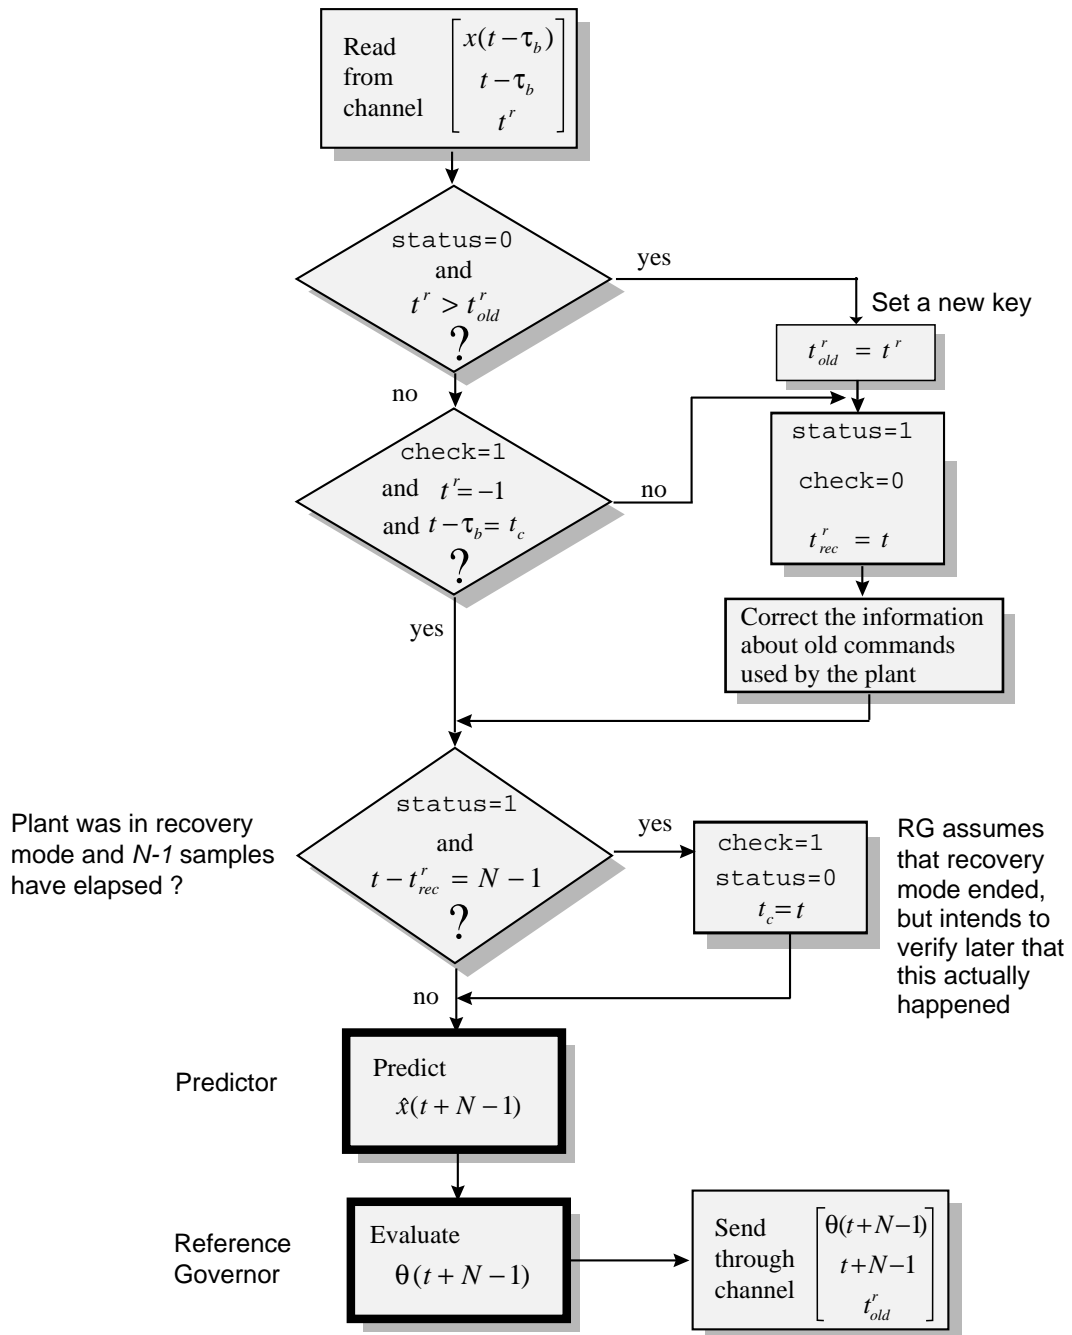 Read
from
channel
x(t − τ_b)
t − τ_b
t^r
status=0
and
t^r > t^r_old
?
yes
Set a new key
t^r_old = t^r
no
check=1
and t^r = −1
and t − τ_b = t_c
?
no
status=1
check=0
t^r_rec = t
yes
Correct the information
about old commands
used by the plant
Plant was in recovery
mode and N-1 samples
have elapsed ?
status=1
and
t − t^r_rec = N − 1
?
yes
check=1
status=0
t_c = t
RG assumes
that recovery
mode ended,
but intends to
verify later that
this actually
happened
no
Predictor
Predict
x̂(t + N − 1)
Reference
Governor
Evaluate
θ(t + N − 1)
Send
through
channel
θ(t+N−1)
t+N−1
t^r_old